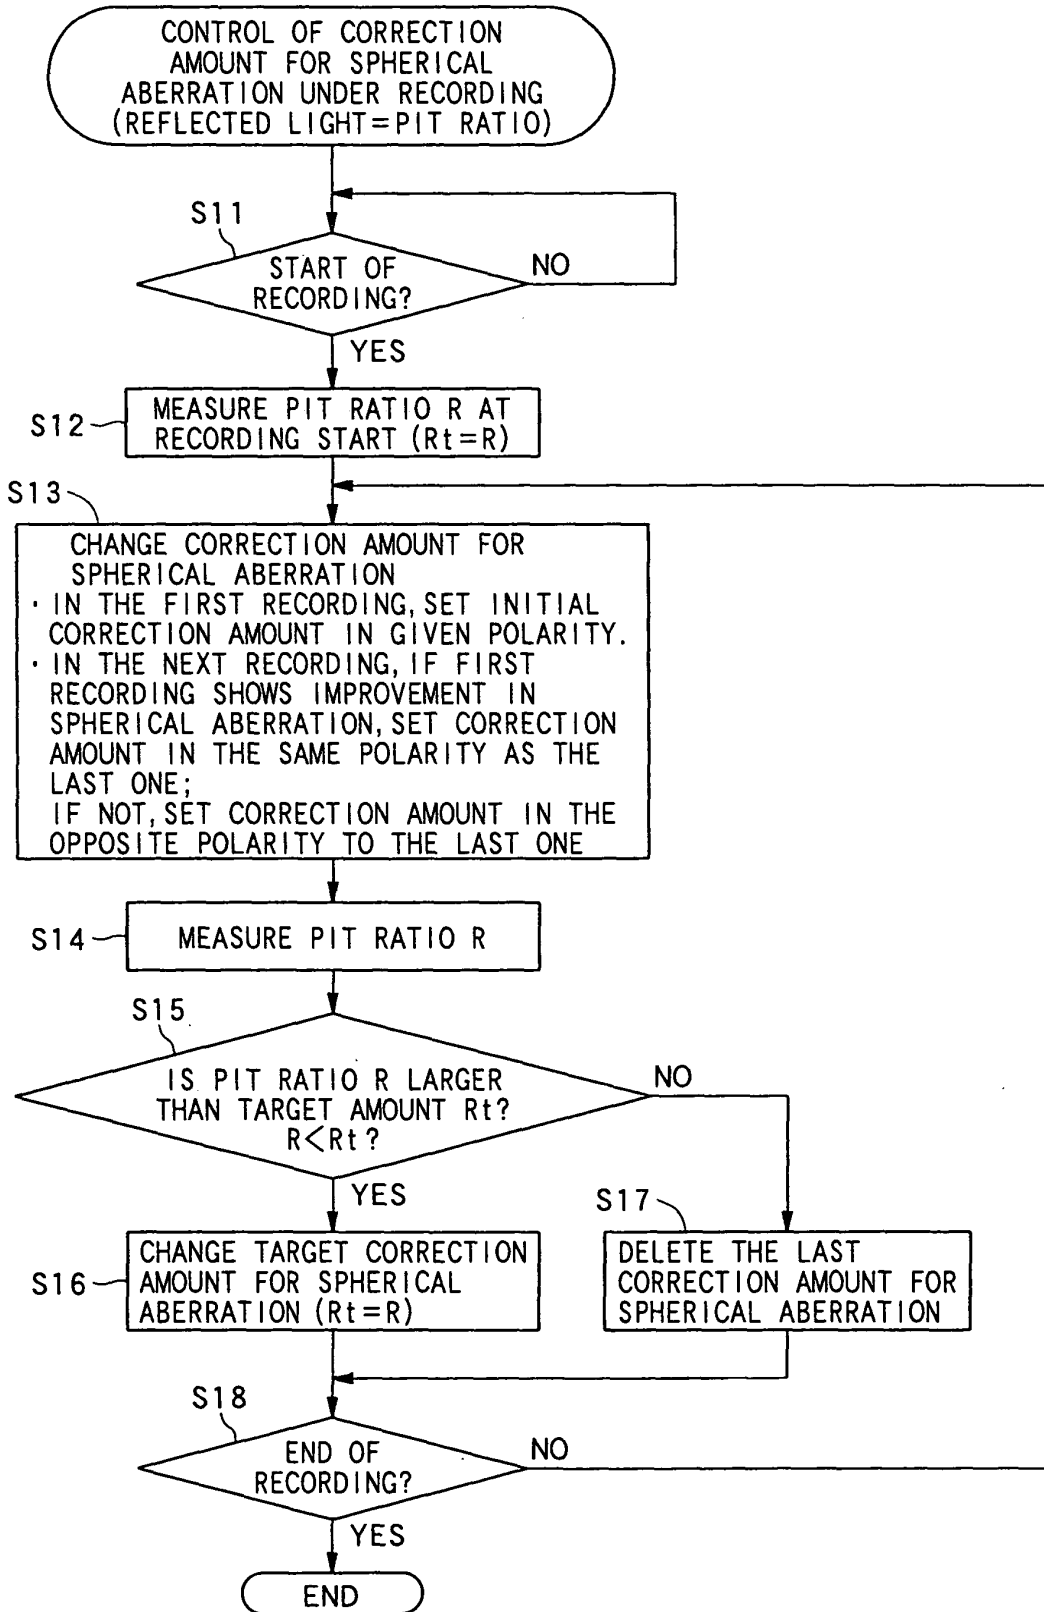 CONTROL OF CORRECTION
AMOUNT FOR SPHERICAL
ABERRATION UNDER RECORDING
(REFLECTED LIGHT=PIT RATIO)
S11
START OF
RECORDING?
NO
YES
S12
MEASURE PIT RATIO R AT
RECORDING START (Rt=R)
S13
CHANGE CORRECTION AMOUNT FOR
SPHERICAL ABERRATION
· IN THE FIRST RECORDING, SET INITIAL
CORRECTION AMOUNT IN GIVEN POLARITY.
· IN THE NEXT RECORDING, IF FIRST
RECORDING SHOWS IMPROVEMENT IN
SPHERICAL ABERRATION, SET CORRECTION
AMOUNT IN THE SAME POLARITY AS THE
LAST ONE;
IF NOT, SET CORRECTION AMOUNT IN THE
OPPOSITE POLARITY TO THE LAST ONE
S14
MEASURE PIT RATIO R
S15
IS PIT RATIO R LARGER
THAN TARGET AMOUNT Rt?
R<Rt?
NO
YES
S16
CHANGE TARGET CORRECTION
AMOUNT FOR SPHERICAL
ABERRATION (Rt=R)
S17
DELETE THE LAST
CORRECTION AMOUNT FOR
SPHERICAL ABERRATION
S18
END OF
RECORDING?
NO
YES
END